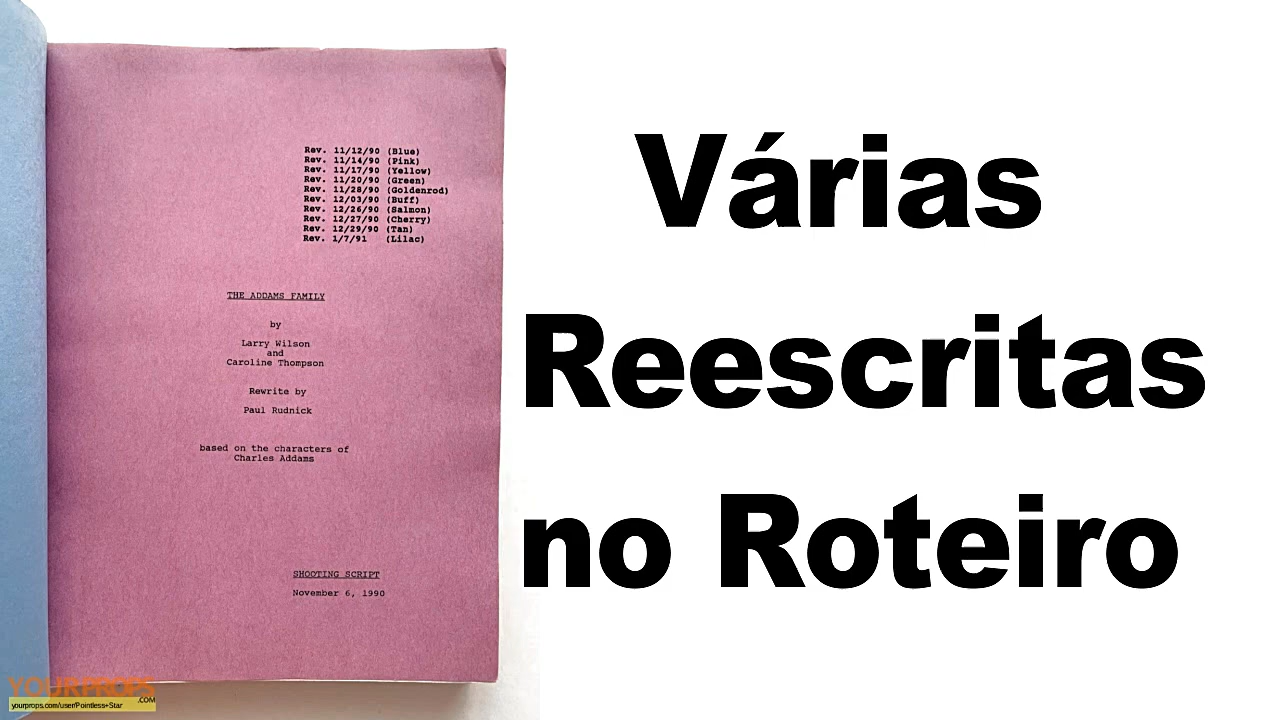 Rev. 11/12/90 (Blue)
Rev. 11/14/90 (Pink)
Rev. 11/17/90 (Yellow)
Rev. 11/20/90 (Green)
Rev. 11/28/90 (Goldenrod)
Rev. 12/03/90 (Buff)
Rev. 12/26/90 (Salmon)
Rev. 12/27/90 (Cherry)
Rev. 12/29/90 (Tan)
Rev. 1/7/91 (Lilac)
THE ADDAMS FAMILY
by
Larry Wilson
and
Caroline Thompson
Rewrite by
Paul Rudnick
based on the characters of
Charles Addams
SHOOTING SCRIPT
November 6, 1990
YOURPROPS
.COM
yourprops.com/user/Pointless+Star
Várias
Reescritas
no Roteiro